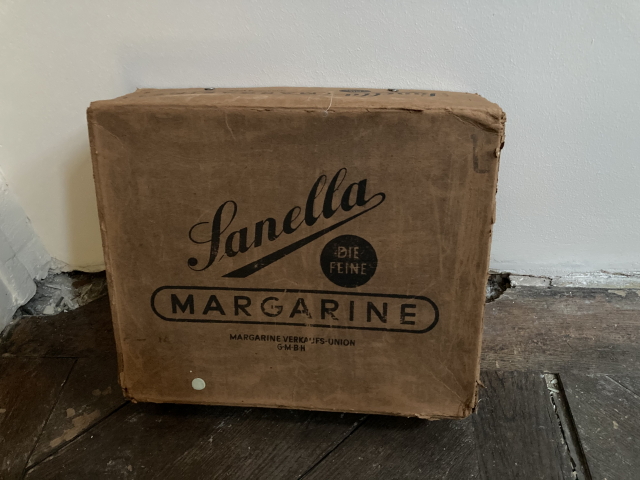 Sanella
DIE
FEINE
MARGARINE
MARGARINE VERKAUFS-UNION
G·M·B·H